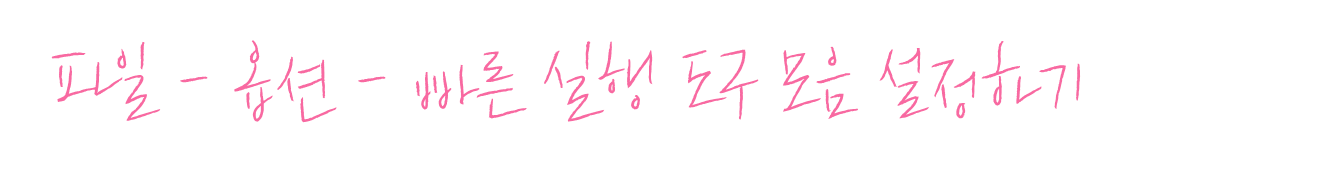 파일 - 옵션 - 빠른 실행 도구 모음 설정하기